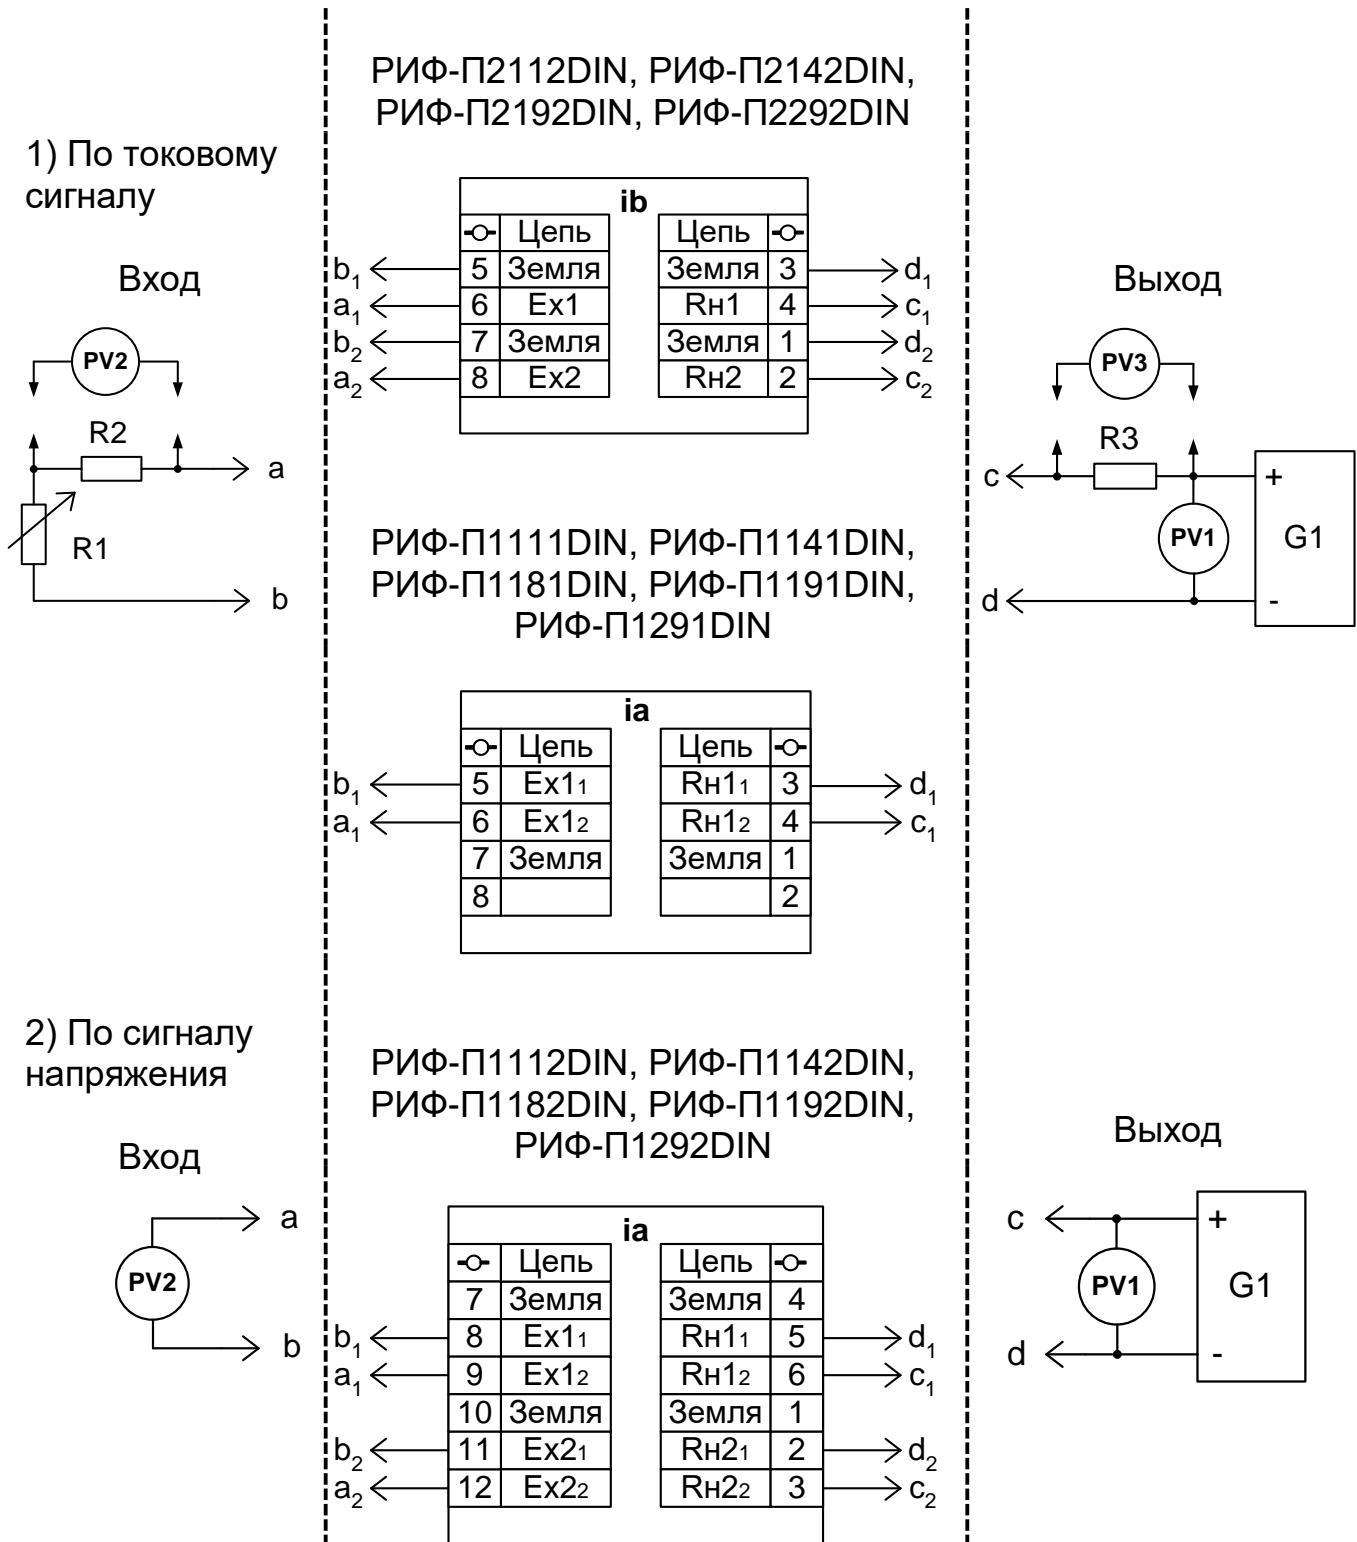 РИФ-П2112DIN, РИФ-П2142DIN,
РИФ-П2192DIN, РИФ-П2292DIN
1) По токовому
сигналу
Вход
PV2
R2
a
R1
b
ib
Цепь Цепь
b1 5 Земля Земля 3 d1
a1 6 Ex1 Rн1 4 c1
b2 7 Земля Земля 1 d2
a2 8 Ex2 Rн2 2 c2
Выход
PV3
R3
c
+
PV1
G1
d
-
РИФ-П1111DIN, РИФ-П1141DIN,
РИФ-П1181DIN, РИФ-П1191DIN,
РИФ-П1291DIN
ia
Цепь Цепь
b1 5 Ex11 Rн11 3 d1
a1 6 Ex12 Rн12 4 c1
7 Земля Земля 1
8 2
2) По сигналу
напряжения
Вход
a
PV2
b
РИФ-П1112DIN, РИФ-П1142DIN,
РИФ-П1182DIN, РИФ-П1192DIN,
РИФ-П1292DIN
ia
Цепь Цепь
7 Земля Земля 4
b1 8 Ex11 Rн11 5 d1
a1 9 Ex12 Rн12 6 c1
10 Земля Земля 1
b2 11 Ex21 Rн21 2 d2
a2 12 Ex22 Rн22 3 c2
Выход
c
+
PV1
G1
d
-